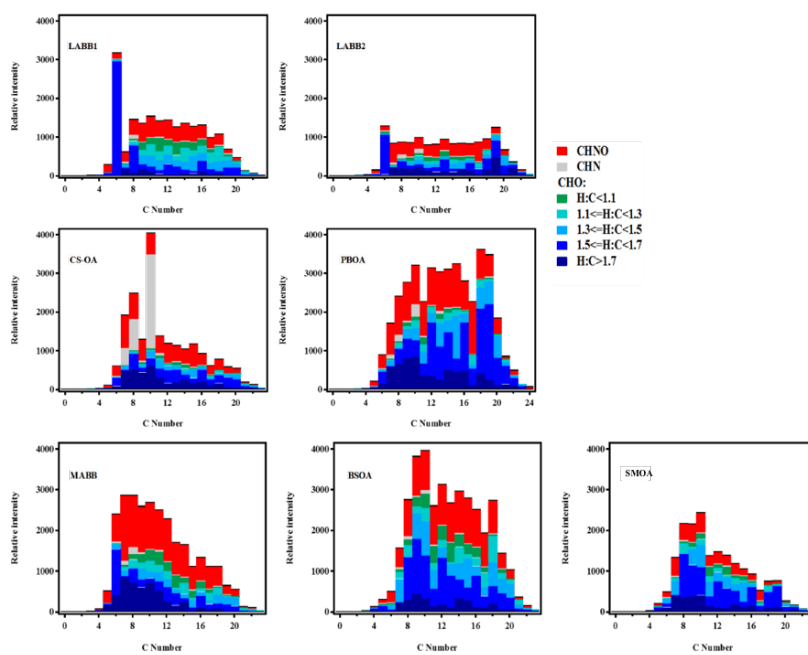 LABB1
Relative intensity
4000
3000
2000
1000
0
0 4 8 12 16 20
C Number
LABB2
Relative intensity
4000
3000
2000
1000
0
0 4 8 12 16 20
C Number
CHNO
CHN
CHO:
H:C<1.1
1.1<=H:C<1.3
1.3<=H:C<1.5
1.5<=H:C<1.7
H:C>1.7
CS-OA
Relative intensity
4000
3000
2000
1000
0
0 4 8 12 16 20
C Number
PBOA
Relative intensity
4000
3000
2000
1000
0
0 4 8 12 16 20 24
C Number
MABB
Relative intensity
4000
3000
2000
1000
0
0 4 8 12 16 20
C Number
BSOA
Relative intensity
4000
3000
2000
1000
0
0 4 8 12 16 20
C Number
SMOA
Relative intensity
4000
3000
2000
1000
0
0 4 8 12 16 20
C Number